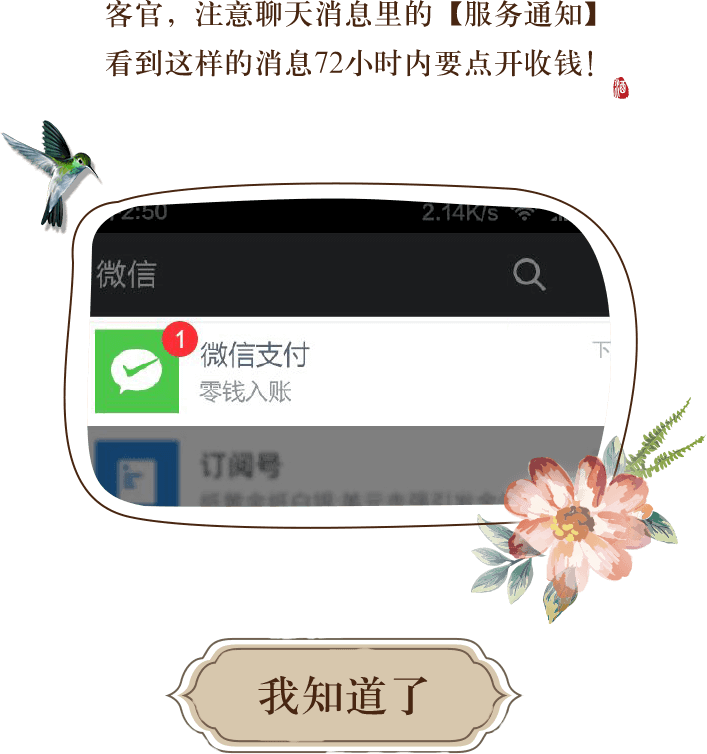 客官，注意聊天消息里的【服务通知】
看到这样的消息72小时内要点开收钱！
2:50
2.14K/s
微信
1
微信支付
下
零钱入账
订阅号
我知道了